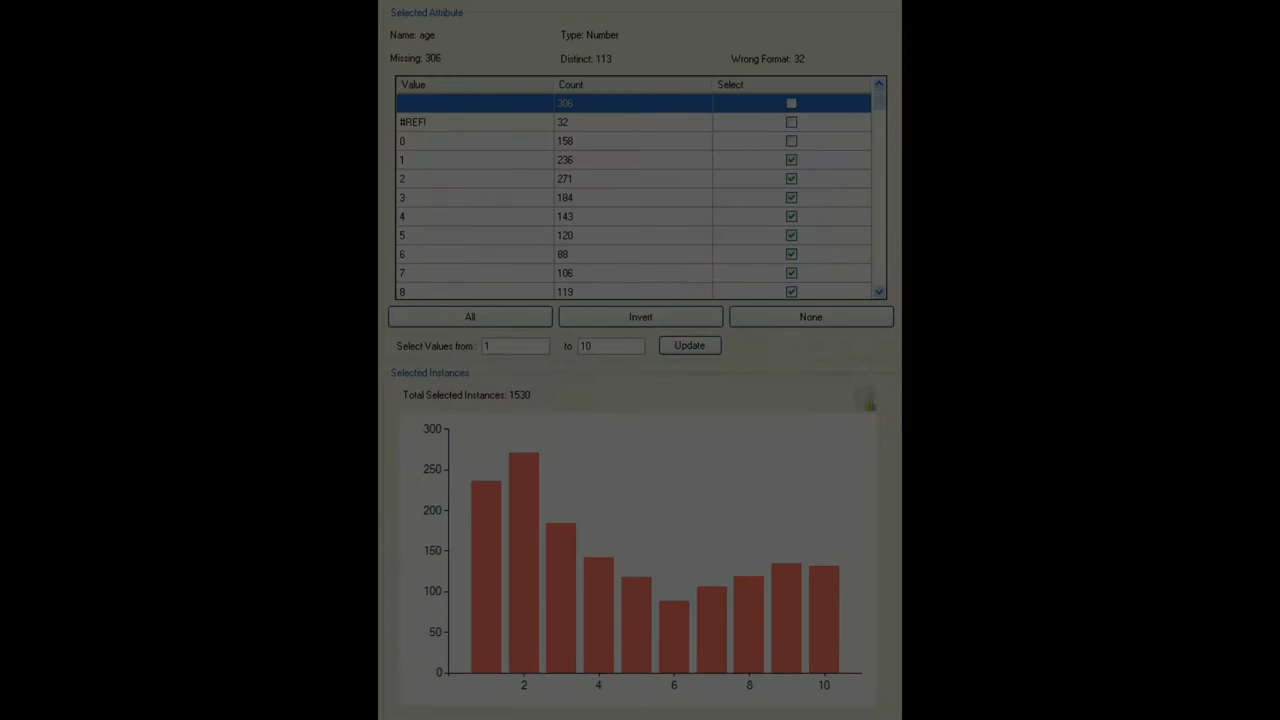 Selected Attribute
Name: age Type: Number
Missing: 306 Distinct: 113 Wrong Format: 32
Value Count Select
306
#REF! 32
0 158
1 236
2 271
3 184
4 143
5 120
6 88
7 106
8 119
All Invert None
Select Values from : 1 to 10 Update
Selected Instances
Total Selected Instances: 1530
300
250
200
150
100
50
0
2 4 6 8 10